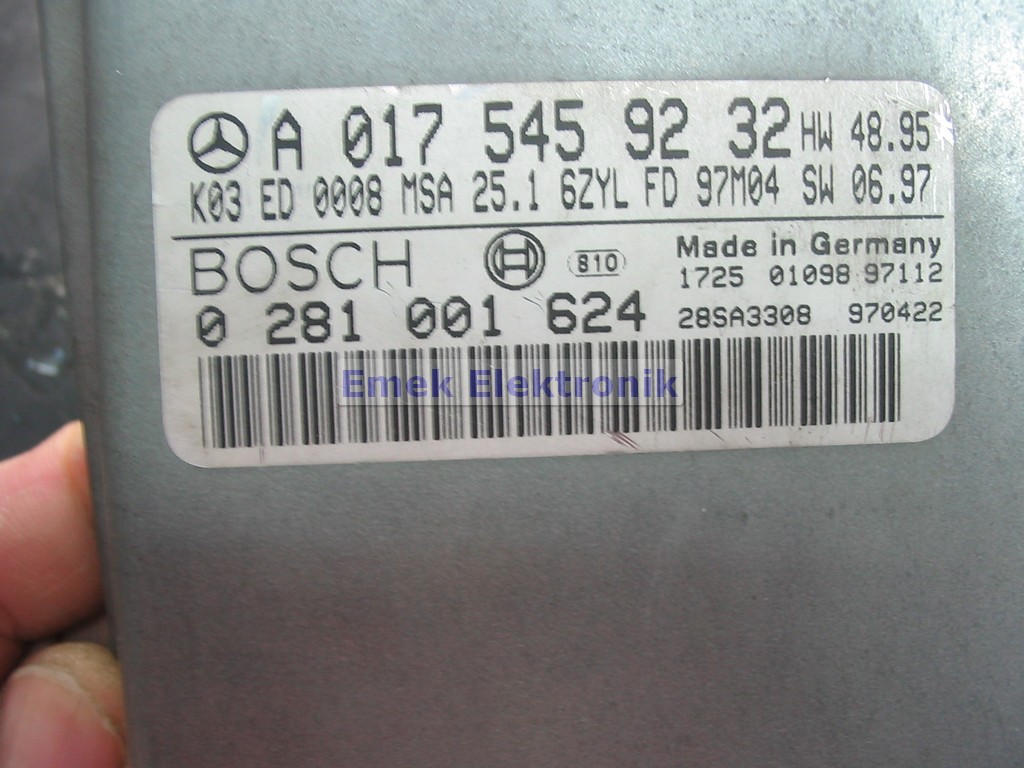 A 017 545 92 32 HW 48.95
K03 ED 0008 MSA 25.1 6ZYL FD 97M04 SW 06.97
BOSCH 810 Made in Germany
1725 01098 97112
0 281 001 624 28SA3308 970422
Emek Elektronik